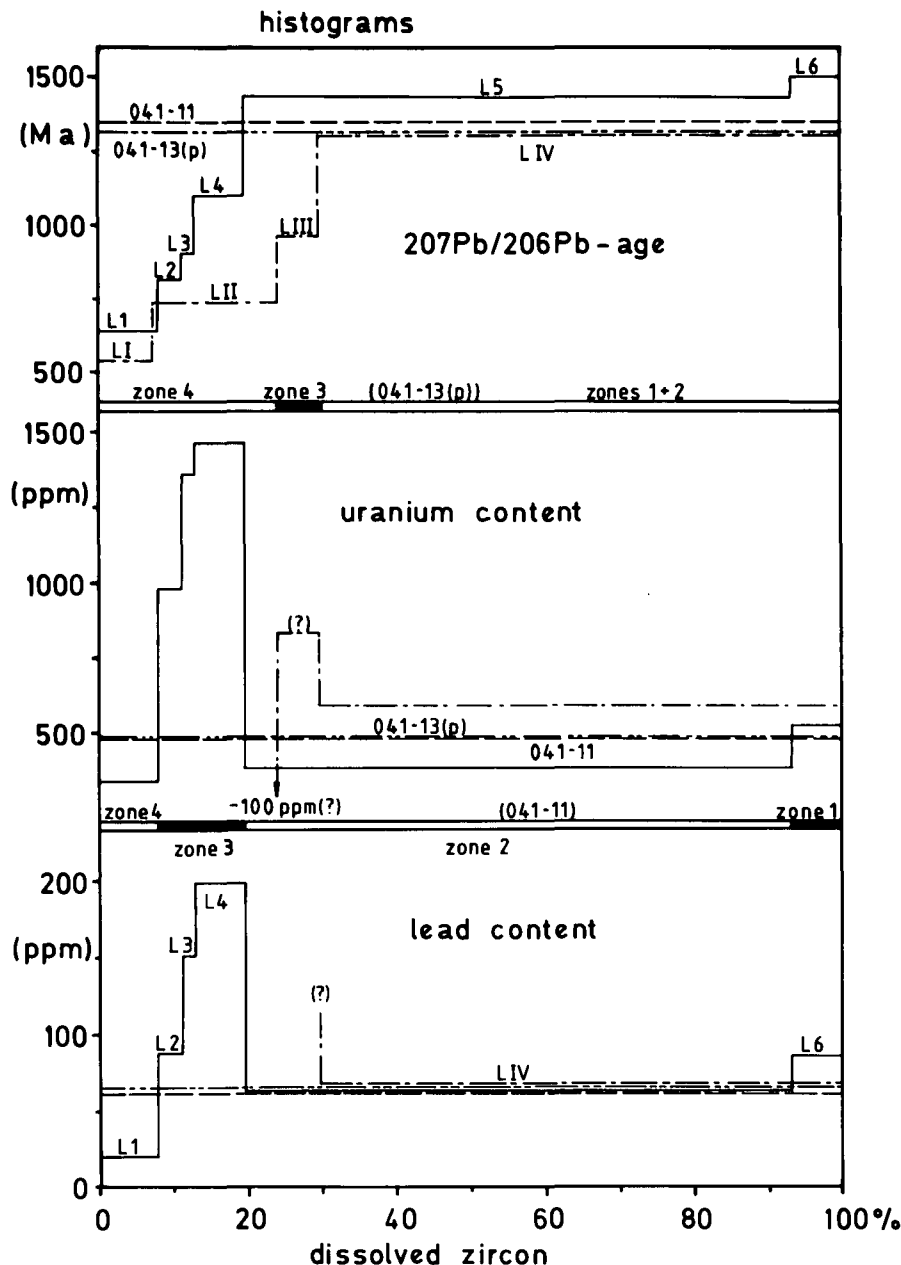 histograms
1500
L6
L5
041-11
(Ma)
041-13(p)
L IV
L4
1000
L III
207Pb/206Pb-age
L3
L2
L II
L1
L I
500
zone 4 zone 3 (041-13(p)) zones 1+2
1500
(ppm)
uranium content
1000
(?)
500
041-13(p)
041-11
-100 ppm(?)
zone4 (041-11) zone 1
zone 3 zone 2
200
L4
lead content
L3
(ppm)
(?)
100
L2
L6
L IV
L1
0
0 20 40 60 80 100%
dissolved zircon